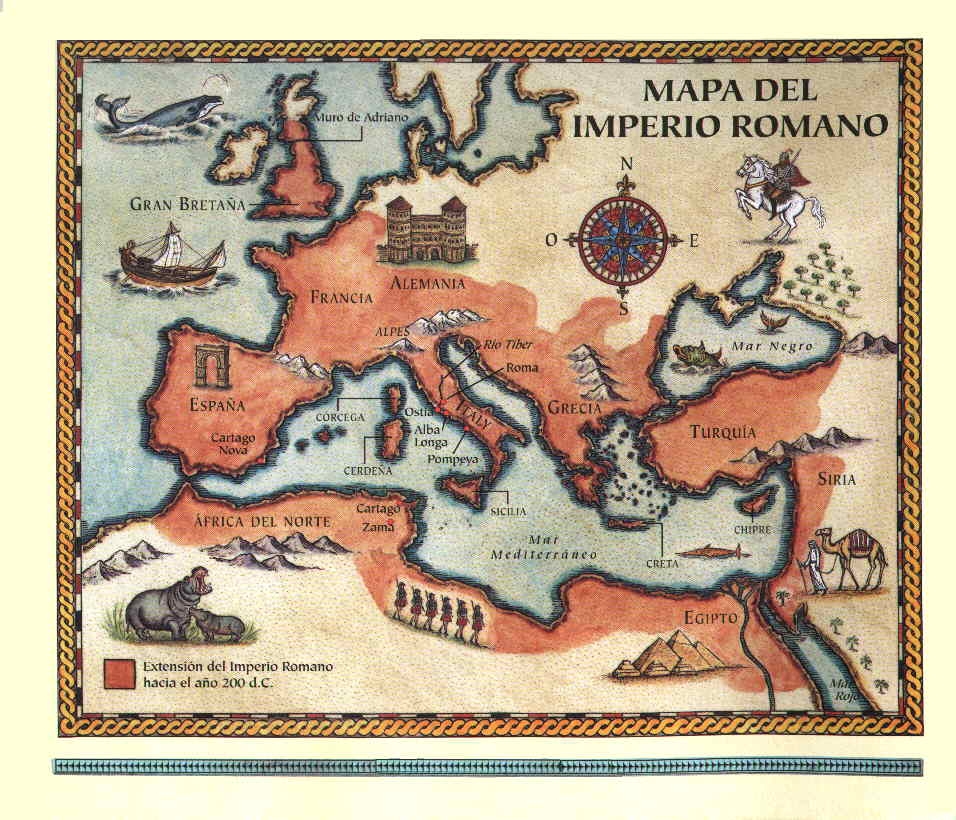 MAPA DEL
IMPERIO ROMANO
Muro de Adriano
N
GRAN BRETAÑA
O
E
S
ALEMANIA
FRANCIA
ALPES
Río Tiber
Mar Negro
Roma
ESPAÑA
CÓRCEGA
Ostia
ITALY
GRECIA
Alba
Longa
TURQUÍA
Cartago
Nova
CERDEÑA
Pompeya
SIRIA
Cartago
SICILIA
ÁFRICA DEL NORTE
Zama
CHIPRE
Mar
Mediterráneo
CRETA
EGIPTO
Extensión del Imperio Romano
hacia el año 200 d.C.
Mar
Rojo